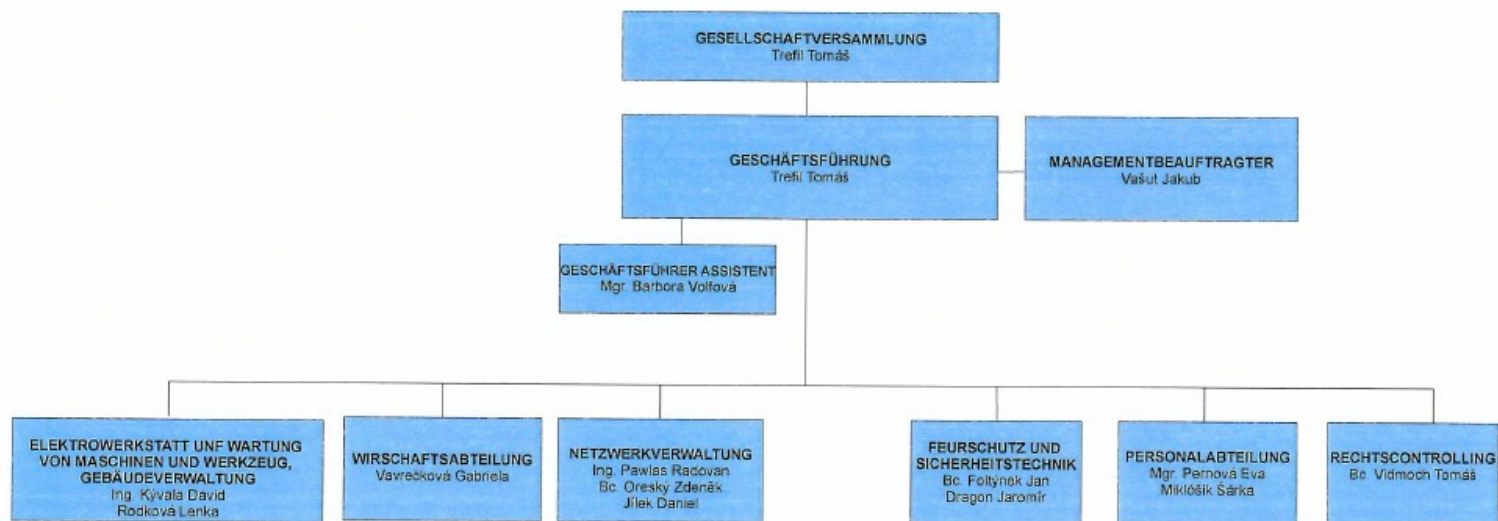 GESELLSCHAFTVERSAMMLUNG
Trefil Tomáš
GESCHÄFTSFÜHRUNG
Trefil Tomáš
MANAGEMENTBEAUFTRAGTER
Vašut Jakub
GESCHÄFTSFÜHRER ASSISTENT
Mgr. Barbora Volfová
ELEKTROWERKSTATT UNF WARTUNG
VON MASCHINEN UND WERKZEUG,
GEBÄUDEVERWALTUNG
Ing. Kývala David
Rodková Lenka
WIRSCHAFTSABTEILUNG
Vavrečková Gabriela
NETZWERKVERWALTUNG
Ing. Pawlas Radovan
Bc. Oreský Zdeněk
Jílek Daniel
FEURSCHUTZ UND
SICHERHEITSTECHNIK
Bc. Foltýnek Jan
Dragon Jaromír
PERSONALABTEILUNG
Mgr. Pernová Eva
Miklóšik Šárka
RECHTSCONTROLLING
Bc. Vidmoch Tomáš